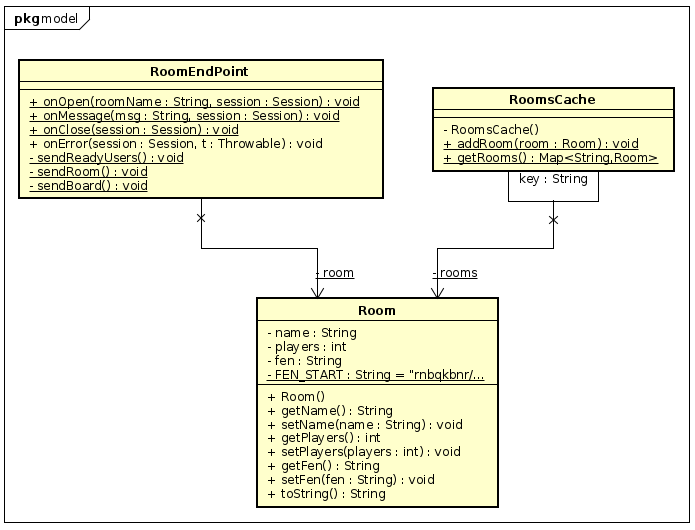 pkg model
RoomEndPoint
+ onOpen(roomName : String, session : Session) : void
+ onMessage(msg : String, session : Session) : void
+ onClose(session : Session) : void
+ onError(session : Session, t : Throwable) : void
- sendReadyUsers() : void
- sendRoom() : void
- sendBoard() : void
RoomsCache
- RoomsCache()
+ addRoom(room : Room) : void
+ getRooms() : Map<String,Room>
key : String
- room
- rooms
Room
- name : String
- players : int
- fen : String
- FEN_START : String = "rnbqkbnr/...
+ Room()
+ getName() : String
+ setName(name : String) : void
+ getPlayers() : int
+ setPlayers(players : int) : void
+ getFen() : String
+ setFen(fen : String) : void
+ toString() : String